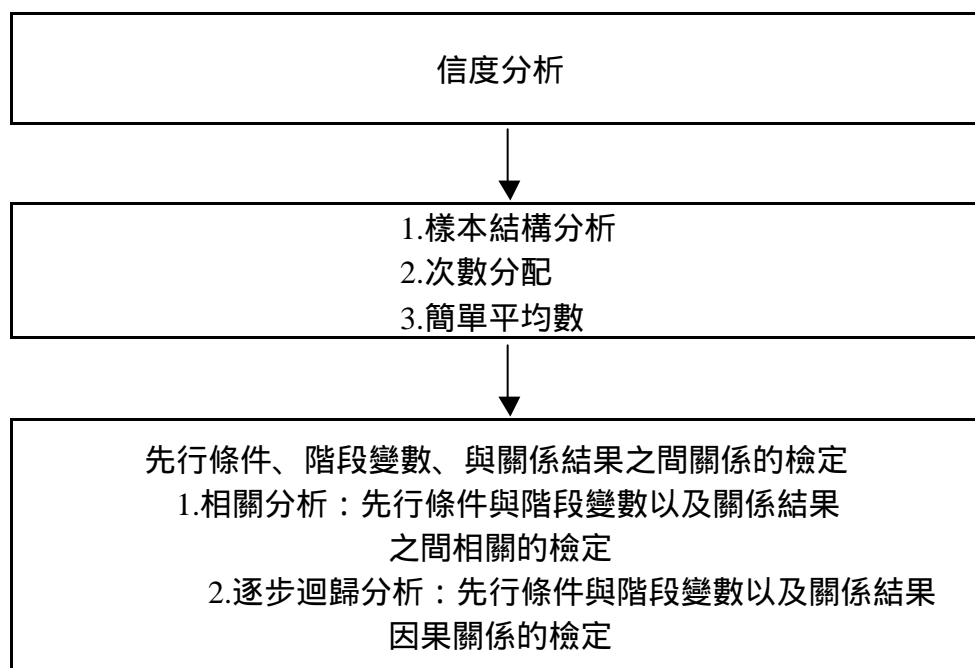 信度分析
1.樣本結構分析
2.次數分配
3.簡單平均數
先行條件、階段變數、與關係結果之間關係的檢定
1.相關分析：先行條件與階段變數以及關係結果
之間相關的檢定
2.逐步迴歸分析：先行條件與階段變數以及關係結果
因果關係的檢定